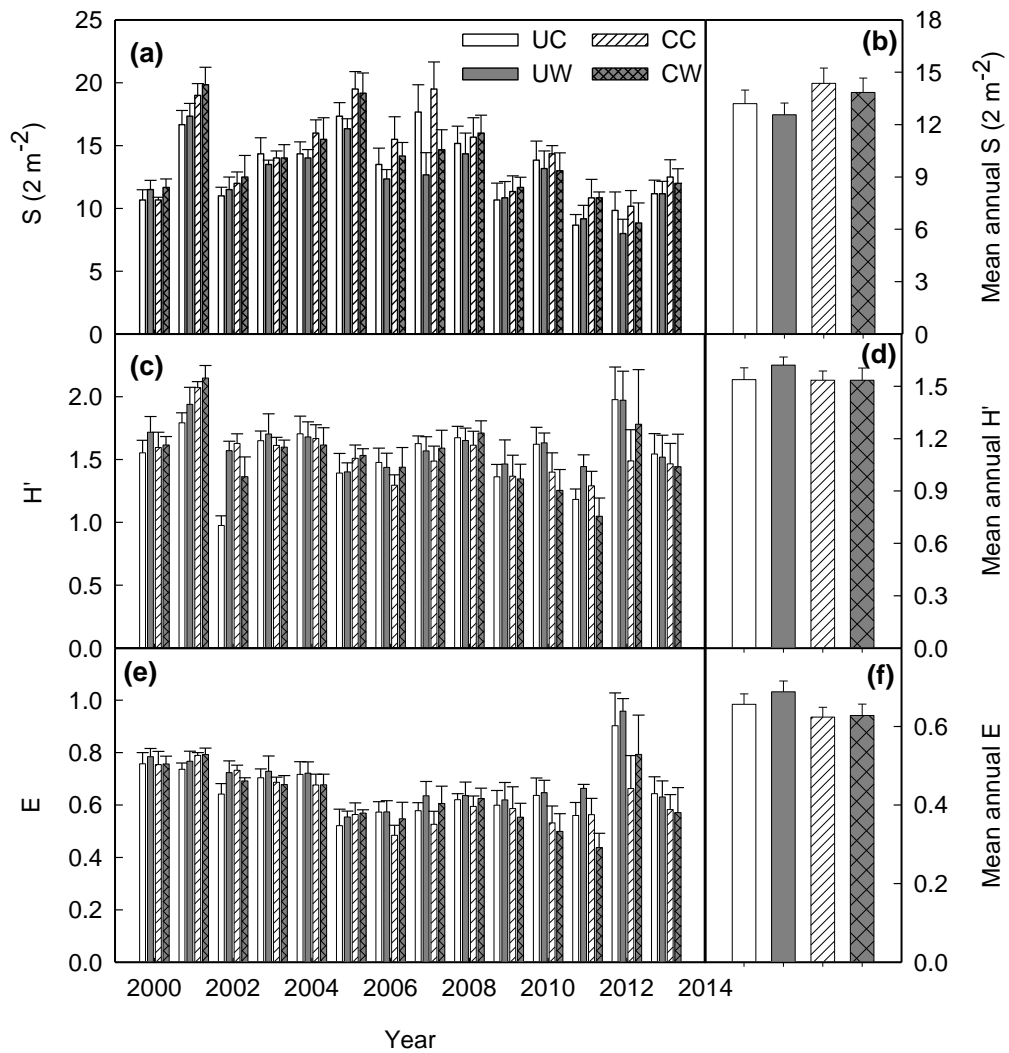 (a)
UC
CC
UW
CW
(b)
25
20
15
10
5
0
S (2 m-2)
18
15
12
9
6
3
0
Mean annual S (2 m-2)
(c)
(d)
2.0
1.5
1.0
0.5
0.0
H'
1.5
1.2
0.9
0.6
0.3
0.0
Mean annual H'
(e)
(f)
1.0
0.8
0.6
0.4
0.2
0.0
E
0.6
0.4
0.2
0.0
Mean annual E
2000 2002 2004 2006 2008 2010 2012 2014
Year